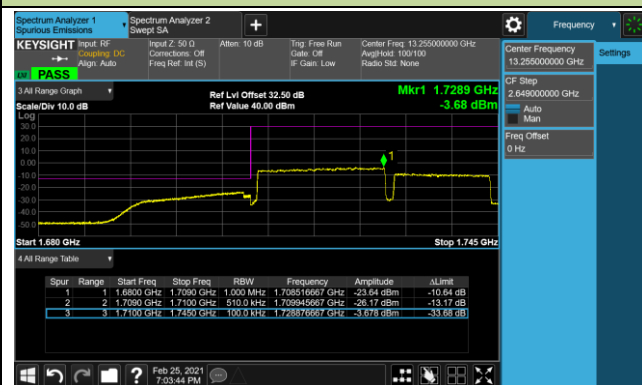 Spectrum Analyzer 1
Spurious Emissions
Spectrum Analyzer 2
Swept SA
Frequency
KEYSIGHT
Input: RF
Coupling: DC
Align: Auto
Input Z: 50 Ω
Corrections: Off
Freq Ref: Int (S)
Atten: 10 dB
Trig: Free Run
Gate: Off
IF Gain: Low
Center Freq: 13.255000000 GHz
Avg|Hold: 100/100
Radio Std: None
PASS
Center Frequency
13.255000000 GHz
Settings
CF Step
2.649000000 GHz
Auto
Man
Freq Offset
0 Hz
3 All Range Graph
Scale/Div 10.0 dB
Ref Lvl Offset 32.50 dB
Ref Value 40.00 dBm
Mkr1 1.7289 GHz
-3.68 dBm
Log
30.0
20.0
10.0
0.00
-10.0
-20.0
-30.0
-40.0
-50.0
1
Start 1.680 GHz
Stop 1.745 GHz
4 All Range Table
Spur Range Start Freq Stop Freq RBW Frequency Amplitude ΔLimit
1 1 1.6800 GHz 1.7090 GHz 1.000 MHz 1.708516667 GHz -23.64 dBm -10.64 dB
2 2 1.7090 GHz 1.7100 GHz 510.0 kHz 1.709945667 GHz -26.17 dBm -13.17 dB
3 3 1.7100 GHz 1.7450 GHz 100.0 kHz 1.728876667 GHz -3.678 dBm -33.68 dB
Feb 25, 2021
7:03:44 PM